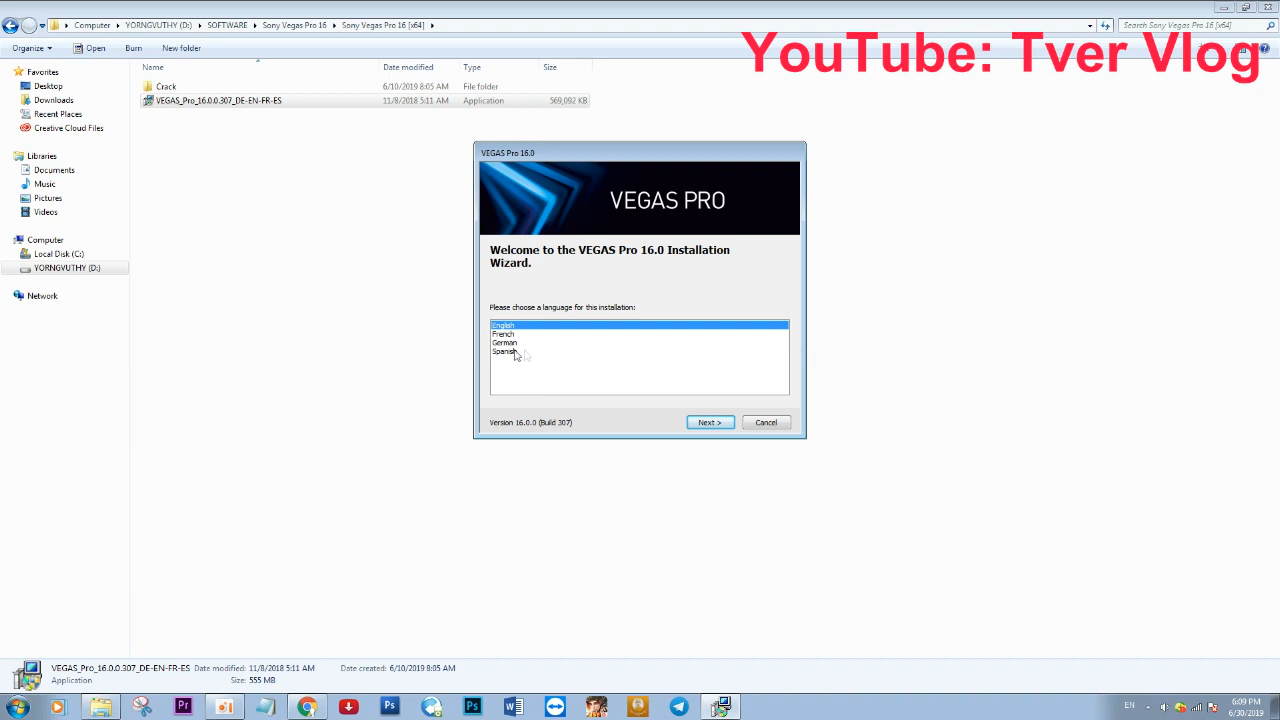 Computer ▸ YORNGVUTHY (D:) ▸ SOFTWARE ▸ Sony Vegas Pro 16 ▸ Sony Vegas Pro 16 [x64] ▸
Search Sony Vegas Pro 16 [x64]
Organize Open Burn New folder
YouTube: Tver Vlog
Name Date modified Type Size
Crack 6/10/2019 8:05 AM File folder
VEGAS_Pro_16.0.0.307_DE-EN-FR-ES 11/8/2018 5:11 AM Application 569,092 KB
Favorites
Desktop
Downloads
Recent Places
Creative Cloud Files
Libraries
Documents
Music
Pictures
Videos
Computer
Local Disk (C:)
YORNGVUTHY (D:)
Network
VEGAS Pro 16.0
VEGAS PRO
Welcome to the VEGAS Pro 16.0 Installation
Wizard.
Please choose a language for this installation:
English
French
German
Spanish
Version 16.0.0 (Build 307)
Next >
Cancel
VEGAS_Pro_16.0.0.307_DE-EN-FR-ES Date modified: 11/8/2018 5:11 AM Date created: 6/10/2019 8:05 AM
Application Size: 555 MB
Pr
Ps
Ps
W
EN
6:09 PM
6/30/2019